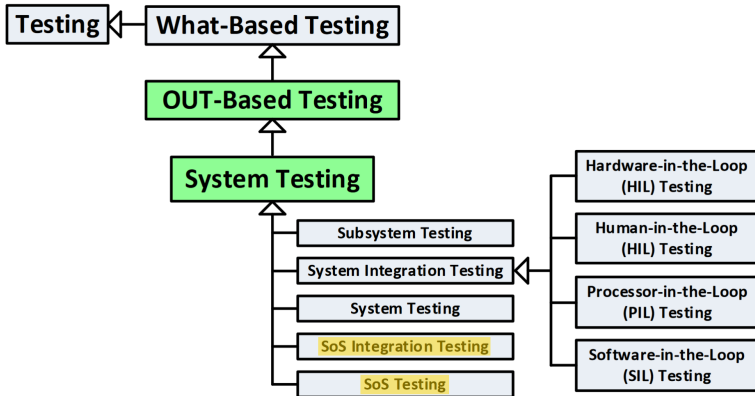 Testing
What-Based Testing
OUT-Based Testing
System Testing
Subsystem Testing
System Integration Testing
System Testing
SoS Integration Testing
SoS Testing
Hardware-in-the-Loop
(HIL) Testing
Human-in-the-Loop
(HIL) Testing
Processor-in-the-Loop
(PIL) Testing
Software-in-the-Loop
(SIL) Testing